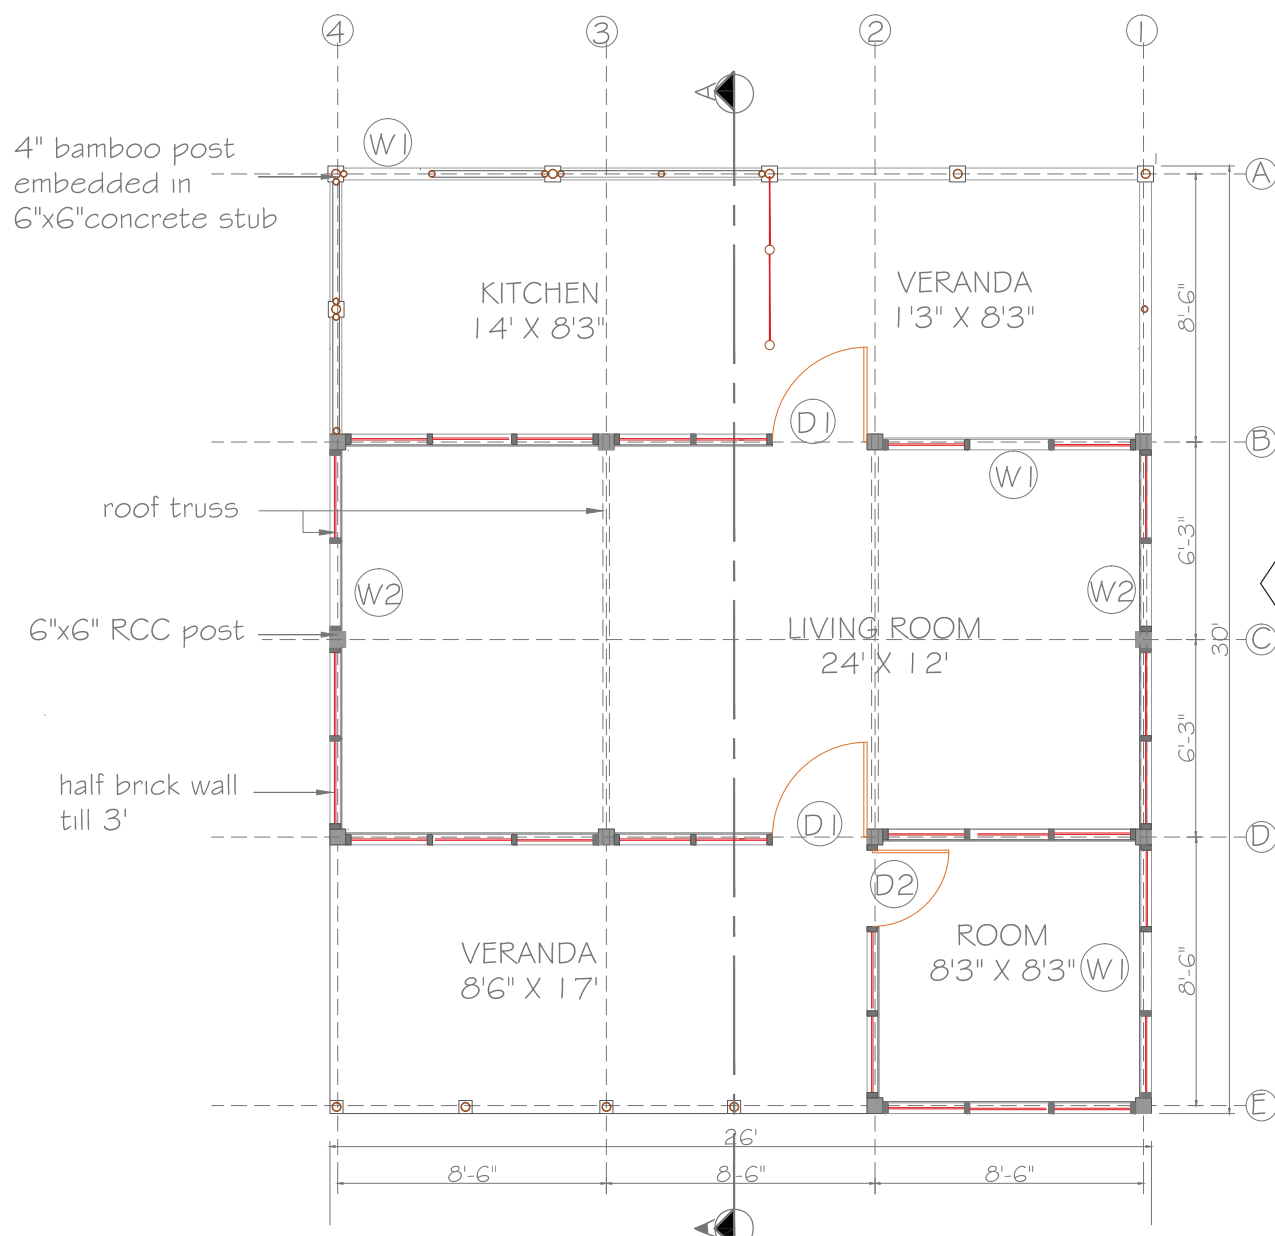 4 3 2 1
A
W1
4" bamboo post
embedded in
6"x6"concrete stub
A
KITCHEN
14' X 8'3"
VERANDA
1'3" X 8'3"
8'-6"
D1
B
W1
roof truss
6'-3"
W2
W2
6"x6" RCC post
LIVING ROOM
24' X 12'
30'
C
6'-3"
half brick wall
till 3'
D1
D
D2
VERANDA
8'6" X 17'
ROOM
8'3" X 8'3"
W1
8'-6"
E
26'
8'-6" 8'-6" 8'-6"
A